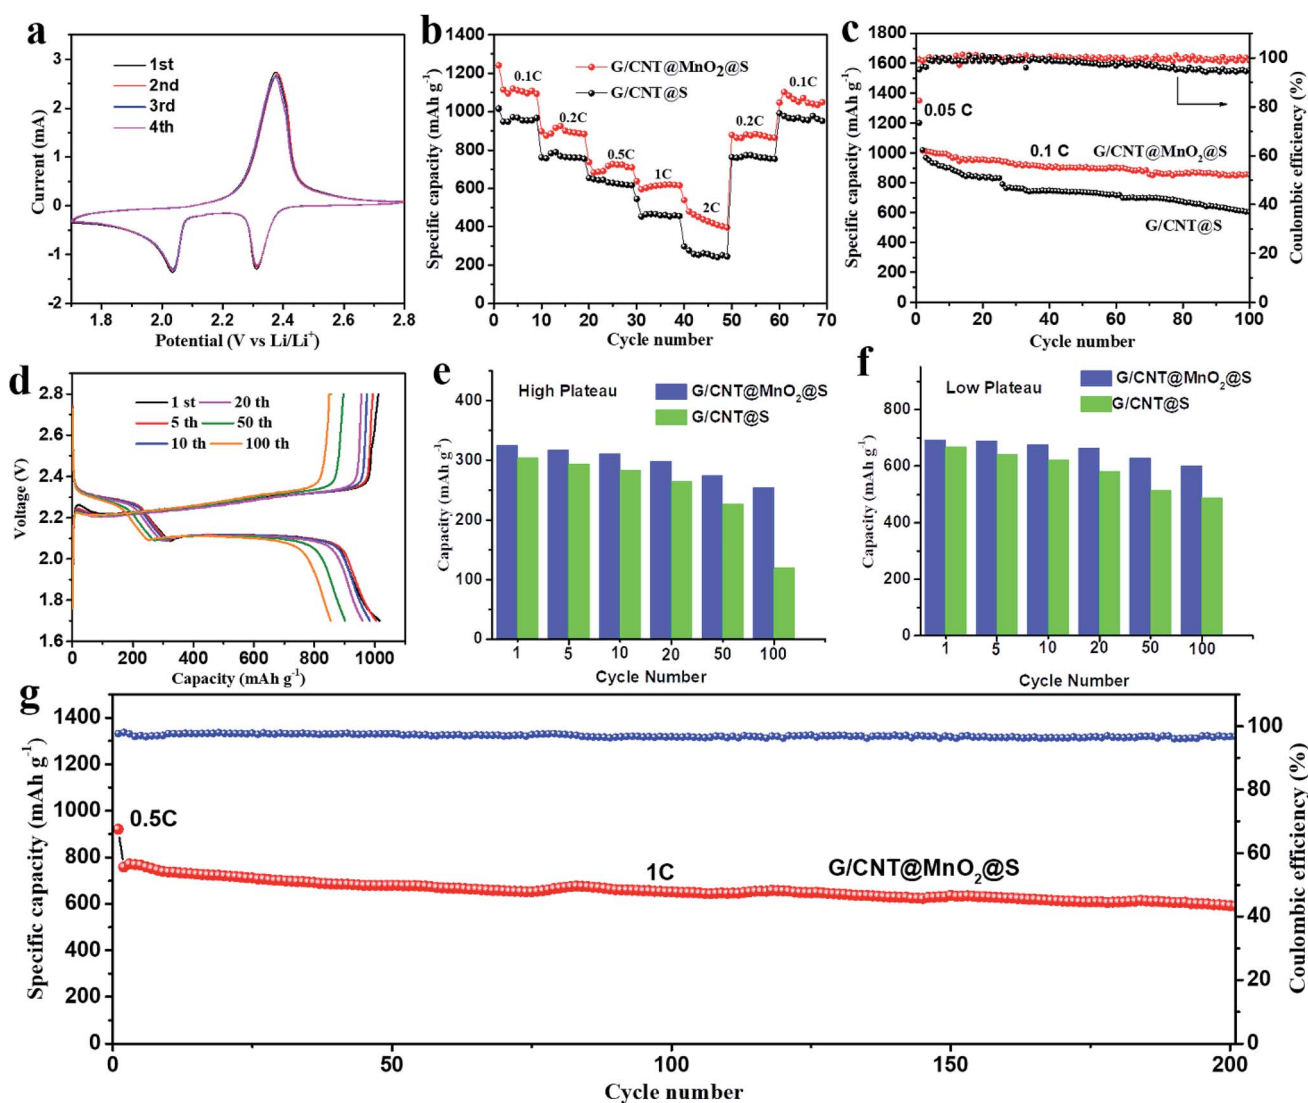 a
1st
2nd
3rd
4th
Current (mA)
3
2
1
0
-1
-2
1.8 2.0 2.2 2.4 2.6 2.8
Potential (V vs Li/Li+)
b
G/CNT@MnO2@S
G/CNT@S
0.1C
0.2C
0.5C
1C
2C
0.2C
0.1C
Specific capacity (mAh g-1)
1400
1200
1000
800
600
400
200
0
0 10 20 30 40 50 60 70
Cycle number
c
0.05 C
0.1 C
G/CNT@MnO2@S
G/CNT@S
Specific capacity (mAh g-1)
1800
1600
1400
1200
1000
800
600
400
200
0
Coulombic efficiency (%)
100
80
60
40
20
0
0 20 40 60 80 100
Cycle number
d
1 st 20 th
5 th 50 th
10 th 100 th
Voltage (V)
2.8
2.6
2.4
2.2
2.0
1.8
1.6
0 200 400 600 800 1000
Capacity (mAh g-1)
e
High Plateau
G/CNT@MnO2@S
G/CNT@S
Capacity (mAh g-1)
400
300
200
100
0
1 5 10 20 50 100
Cycle Number
f
Low Plateau
G/CNT@MnO2@S
G/CNT@S
Capacity (mAh g-1)
900
750
600
450
300
150
0
1 5 10 20 50 100
Cycle Number
g
0.5C
1C
G/CNT@MnO2@S
Specific capacity (mAh g-1)
1400
1200
1000
800
600
400
200
0
Coulombic efficiency (%)
100
80
60
40
20
0
0 50 100 150 200
Cycle number